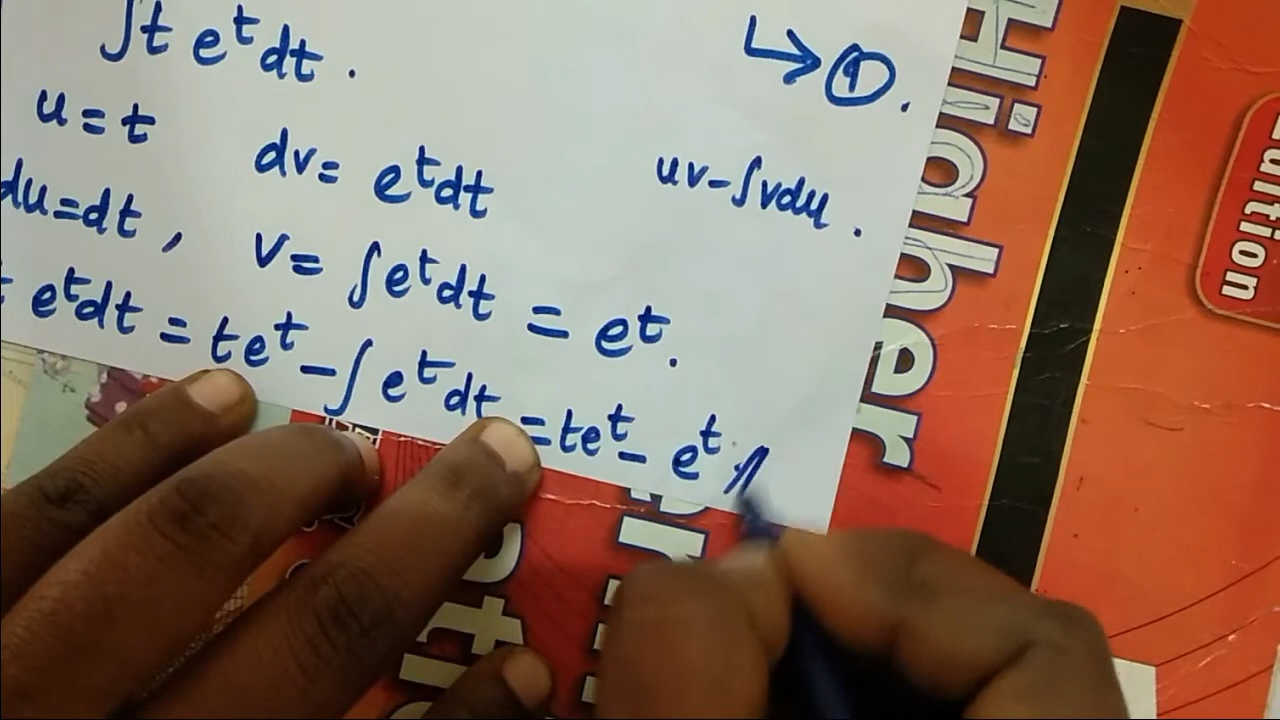 ∫t e^t dt .
↳ ① .
u = t dv = e^t dt uv - ∫v du .
du = dt , v = ∫e^t dt = e^t .
e^t dt = te^t - ∫ e^t dt = te^t - e^t .
Higher
Edition